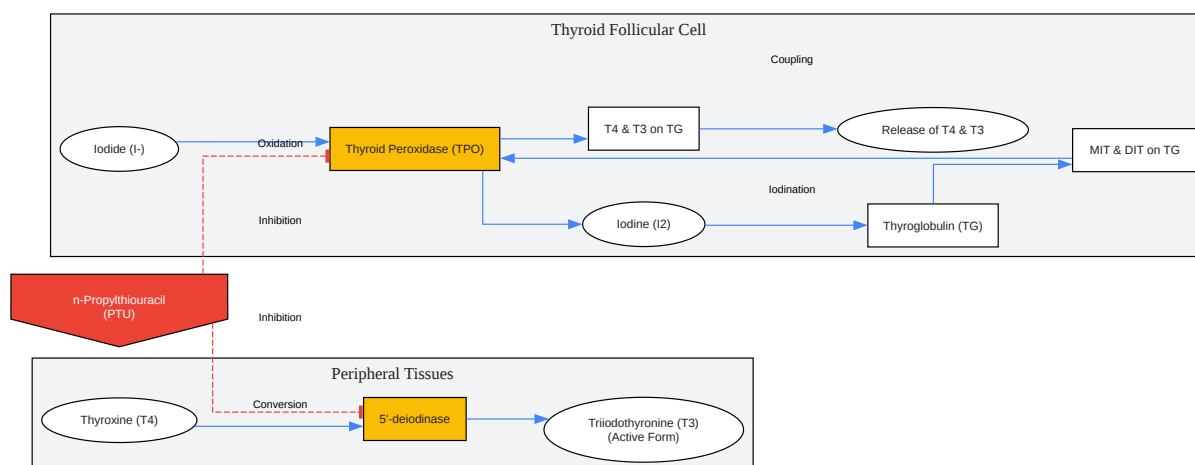 Thyroid Follicular Cell
Coupling
T4 & T3 on TG
Release of T4 & T3
Iodide (I-)
Oxidation
Thyroid Peroxidase (TPO)
MIT & DIT on TG
Iodination
Inhibition
Iodine (I2)
Thyroglobulin (TG)
n-Propylthiouracil
(PTU)
Inhibition
Peripheral Tissues
Thyroxine (T4)
Conversion
5'-deiodinase
Triiodothyronine (T3)
(Active Form)